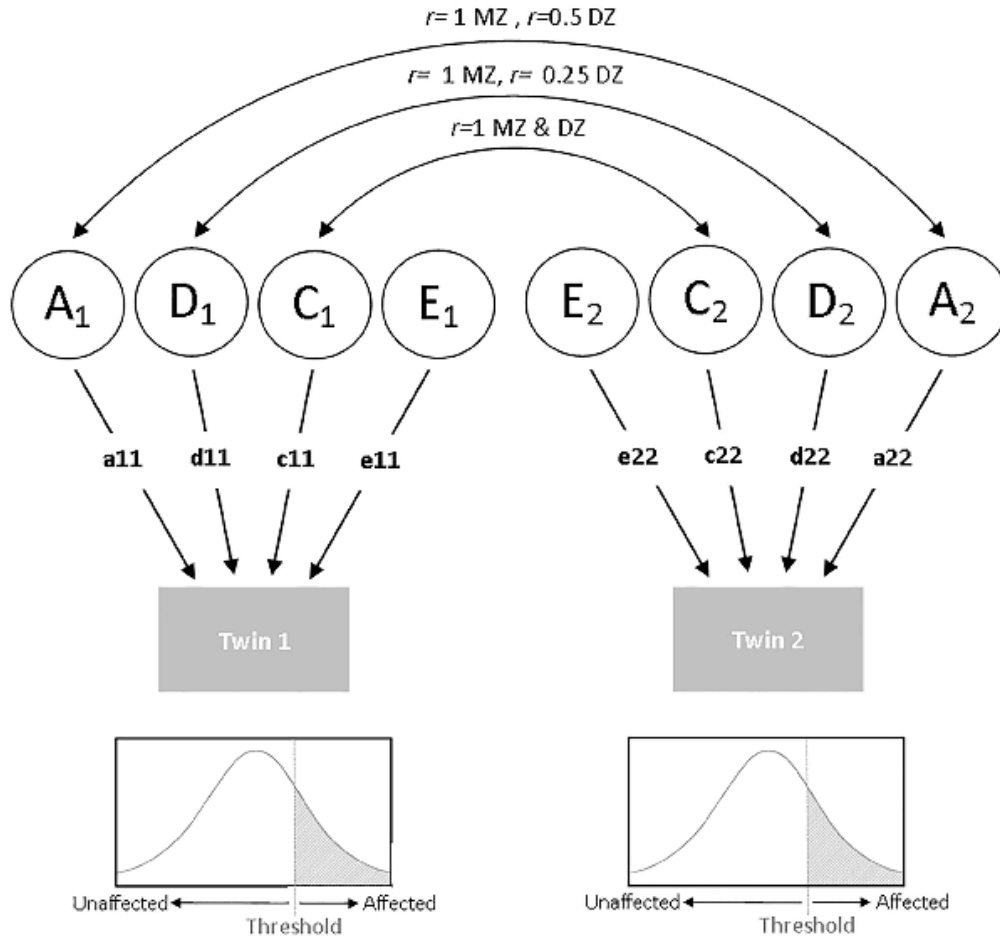 r= 1 MZ , r=0.5 DZ
r= 1 MZ, r= 0.25 DZ
r=1 MZ & DZ
A₁ D₁ C₁ E₁ E₂ C₂ D₂ A₂
a11 d11 c11 e11 e22 c22 d22 a22
Twin 1 Twin 2
Unaffected Affected Unaffected Affected
Threshold Threshold